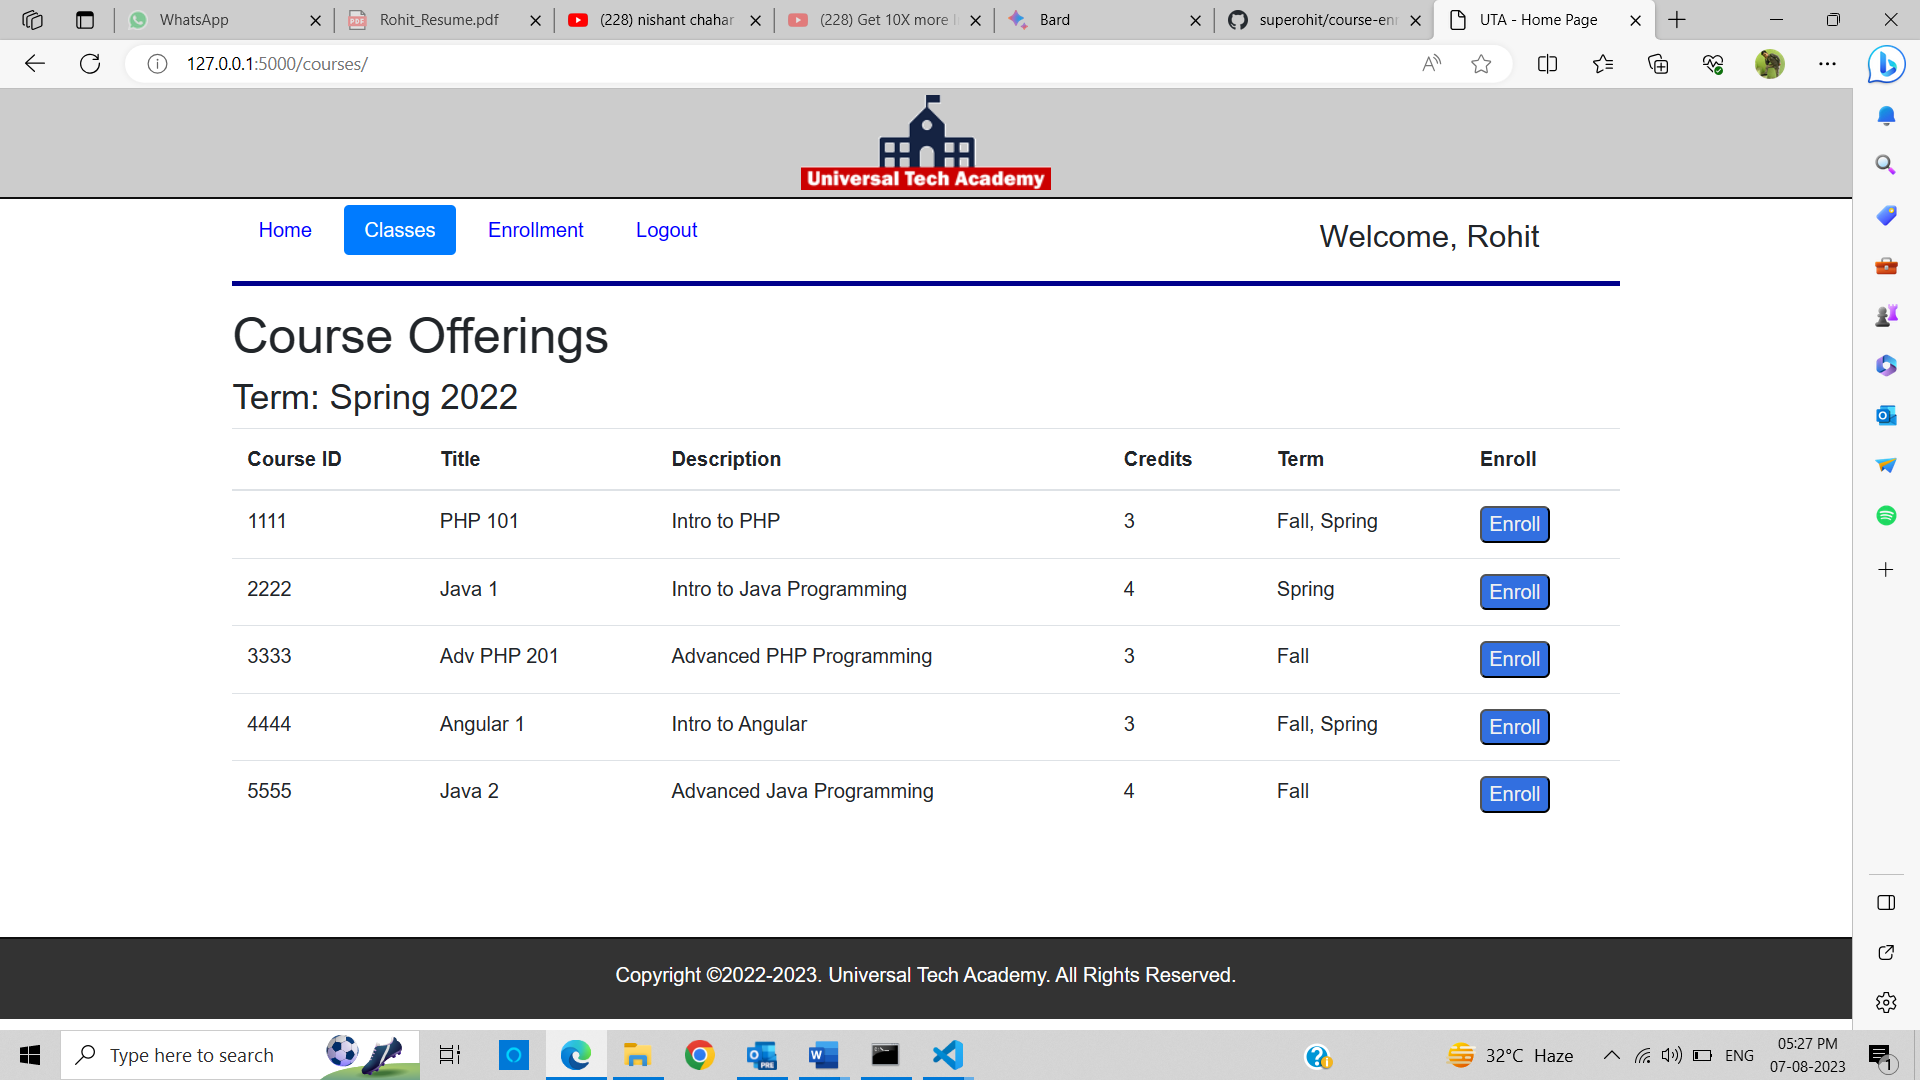 WhatsApp
Rohit_Resume.pdf
(228) nishant chahar
(228) Get 10X more
Bard
superohit/course-enr
UTA - Home Page
127.0.0.1:5000/courses/
Universal Tech Academy
Home Classes Enrollment Logout
Welcome, Rohit
Course Offerings
Term: Spring 2022
Course ID Title Description Credits Term Enroll
1111 PHP 101 Intro to PHP 3 Fall, Spring Enroll
2222 Java 1 Intro to Java Programming 4 Spring Enroll
3333 Adv PHP 201 Advanced PHP Programming 3 Fall Enroll
4444 Angular 1 Intro to Angular 3 Fall, Spring Enroll
5555 Java 2 Advanced Java Programming 4 Fall Enroll
Copyright ©2022-2023. Universal Tech Academy. All Rights Reserved.
Type here to search
32°C Haze
ENG
05:27 PM
07-08-2023
1